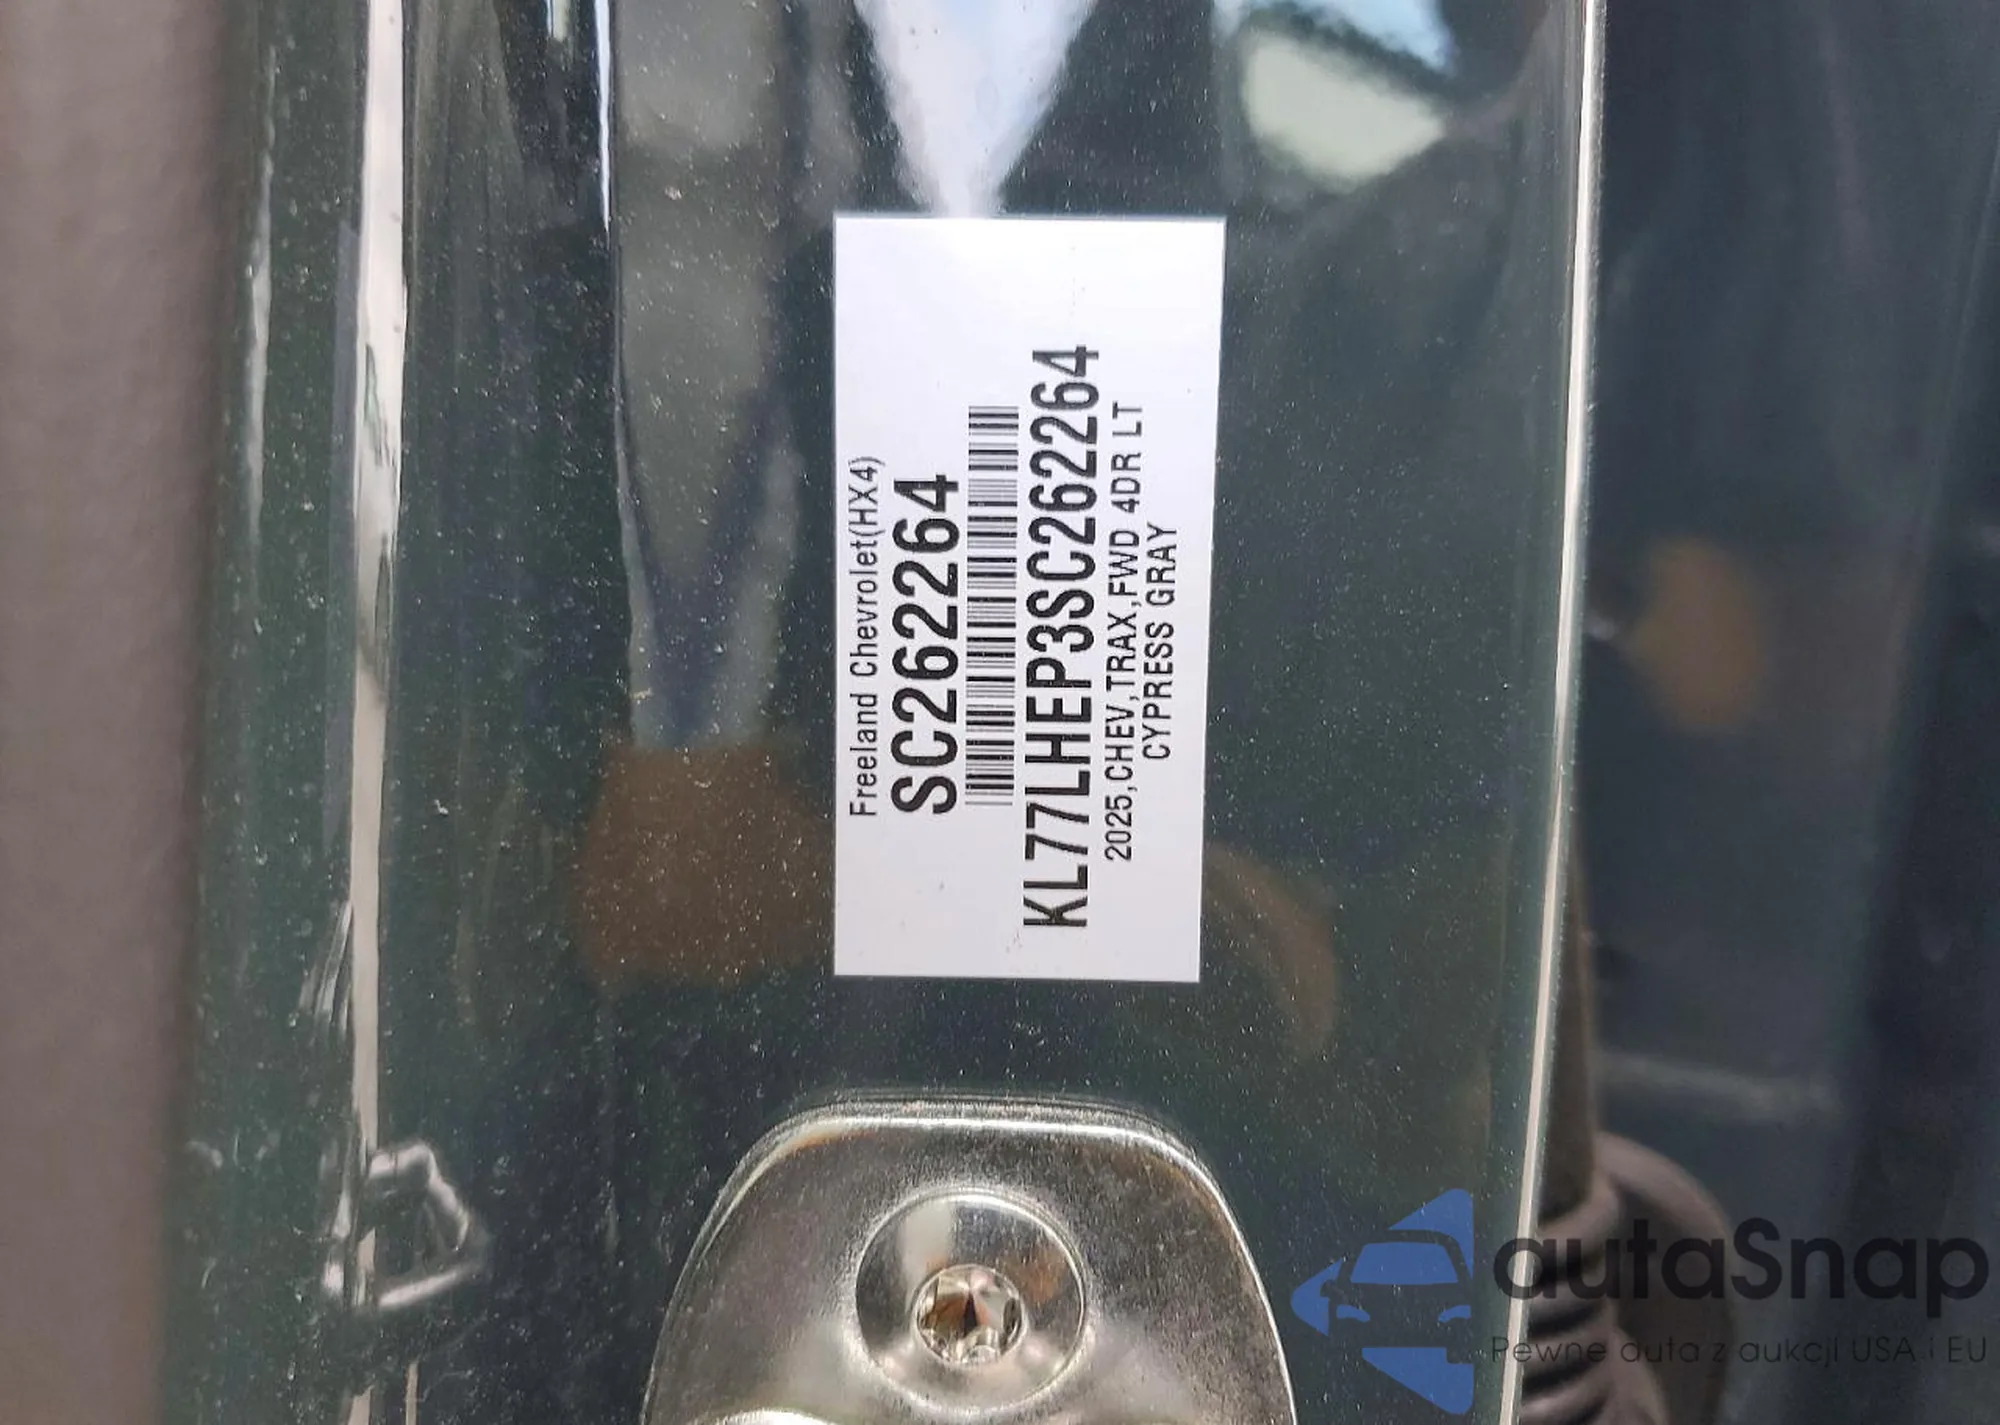 Freeland Chevrolet(HX4)
SC262264
KL77LHEP3SC262264
2025,CHEV,TRAX,FWD 4DR LT
CYPRESS GRAY
autaSnap
Pewne auta z aukcji USA i EU